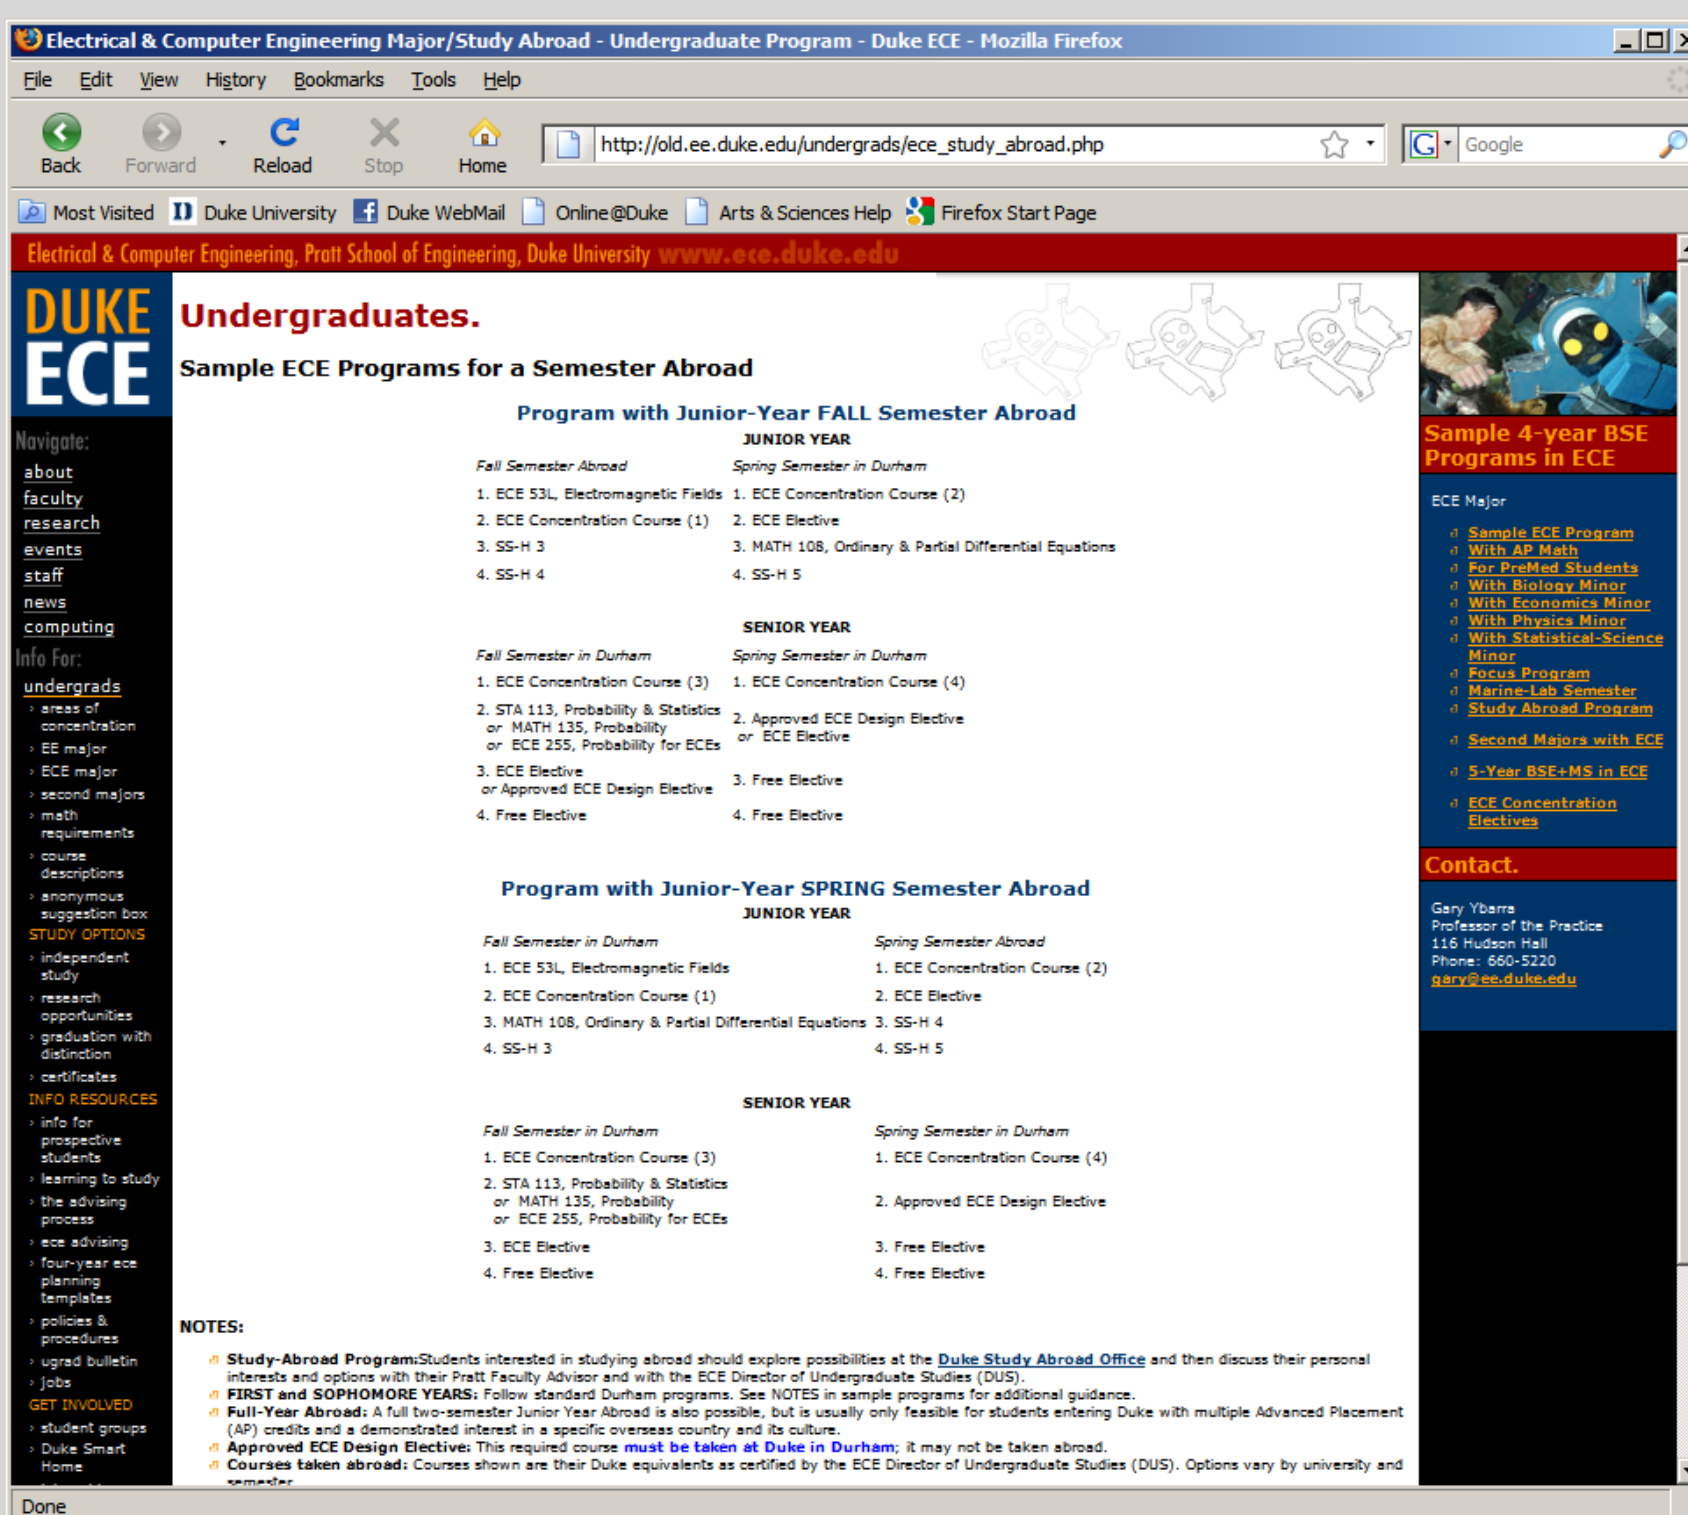 Electrical & Computer Engineering Major/Study Abroad - Undergraduate Program - Duke ECE - Mozilla Firefox
File Edit View History Bookmarks Tools Help
Back Forward Reload Stop Home http://old.ee.duke.edu/undergrads/ece_study_abroad.php G Google
Most Visited D Duke University f Duke WebMail Online@Duke Arts & Sciences Help Firefox Start Page
Electrical & Computer Engineering, Pratt School of Engineering, Duke University www.ece.duke.edu
DUKE
ECE
Navigate:
about
faculty
research
events
staff
news
computing
Info For:
undergrads
› areas of
concentration
› EE major
› ECE major
› second majors
› math
requirements
› course
descriptions
› anonymous
suggestion box
STUDY OPTIONS
› independent
study
› research
opportunities
› graduation with
distinction
› certificates
INFO RESOURCES
› info for
prospective
students
› learning to study
› the advising
process
› ece advising
› four-year ece
planning
templates
› policies &
procedures
› ugrad bulletin
› jobs
GET INVOLVED
› student groups
› Duke Smart
Home
Undergraduates.
Sample ECE Programs for a Semester Abroad
Program with Junior-Year FALL Semester Abroad
JUNIOR YEAR
Fall Semester Abroad Spring Semester in Durham
1. ECE 53L, Electromagnetic Fields 1. ECE Concentration Course (2)
2. ECE Concentration Course (1) 2. ECE Elective
3. SS-H 3 3. MATH 108, Ordinary & Partial Differential Equations
4. SS-H 4 4. SS-H 5
SENIOR YEAR
Fall Semester in Durham Spring Semester in Durham
1. ECE Concentration Course (3) 1. ECE Concentration Course (4)
2. STA 113, Probability & Statistics
or MATH 135, Probability
or ECE 255, Probability for ECEs
2. Approved ECE Design Elective
or ECE Elective
3. ECE Elective
or Approved ECE Design Elective
3. Free Elective
4. Free Elective 4. Free Elective
Program with Junior-Year SPRING Semester Abroad
JUNIOR YEAR
Fall Semester in Durham Spring Semester Abroad
1. ECE 53L, Electromagnetic Fields 1. ECE Concentration Course (2)
2. ECE Concentration Course (1) 2. ECE Elective
3. MATH 108, Ordinary & Partial Differential Equations 3. SS-H 4
4. SS-H 3 4. SS-H 5
SENIOR YEAR
Fall Semester in Durham Spring Semester in Durham
1. ECE Concentration Course (3) 1. ECE Concentration Course (4)
2. STA 113, Probability & Statistics
or MATH 135, Probability
or ECE 255, Probability for ECEs
2. Approved ECE Design Elective
3. ECE Elective 3. Free Elective
4. Free Elective 4. Free Elective
NOTES:
Study-Abroad Program:Students interested in studying abroad should explore possibilities at the Duke Study Abroad Office and then discuss their personal
interests and options with their Pratt Faculty Advisor and with the ECE Director of Undergraduate Studies (DUS).
FIRST and SOPHOMORE YEARS: Follow standard Durham programs. See NOTES in sample programs for additional guidance.
Full-Year Abroad: A full two-semester Junior Year Abroad is also possible, but is usually only feasible for students entering Duke with multiple Advanced Placement
(AP) credits and a demonstrated interest in a specific overseas country and its culture.
Approved ECE Design Elective: This required course must be taken at Duke in Durham; it may not be taken abroad.
Courses taken abroad: Courses shown are their Duke equivalents as certified by the ECE Director of Undergraduate Studies (DUS). Options vary by university and
semester
Sample 4-year BSE
Programs in ECE
ECE Major
Sample ECE Program
With AP Math
For PreMed Students
With Biology Minor
With Economics Minor
With Physics Minor
With Statistical-Science
Minor
Focus Program
Marine-Lab Semester
Study Abroad Program
Second Majors with ECE
5-Year BSE+MS in ECE
ECE Concentration
Electives
Contact.
Gary Ybarra
Professor of the Practice
116 Hudson Hall
Phone: 660-5220
gary@ee.duke.edu
Done